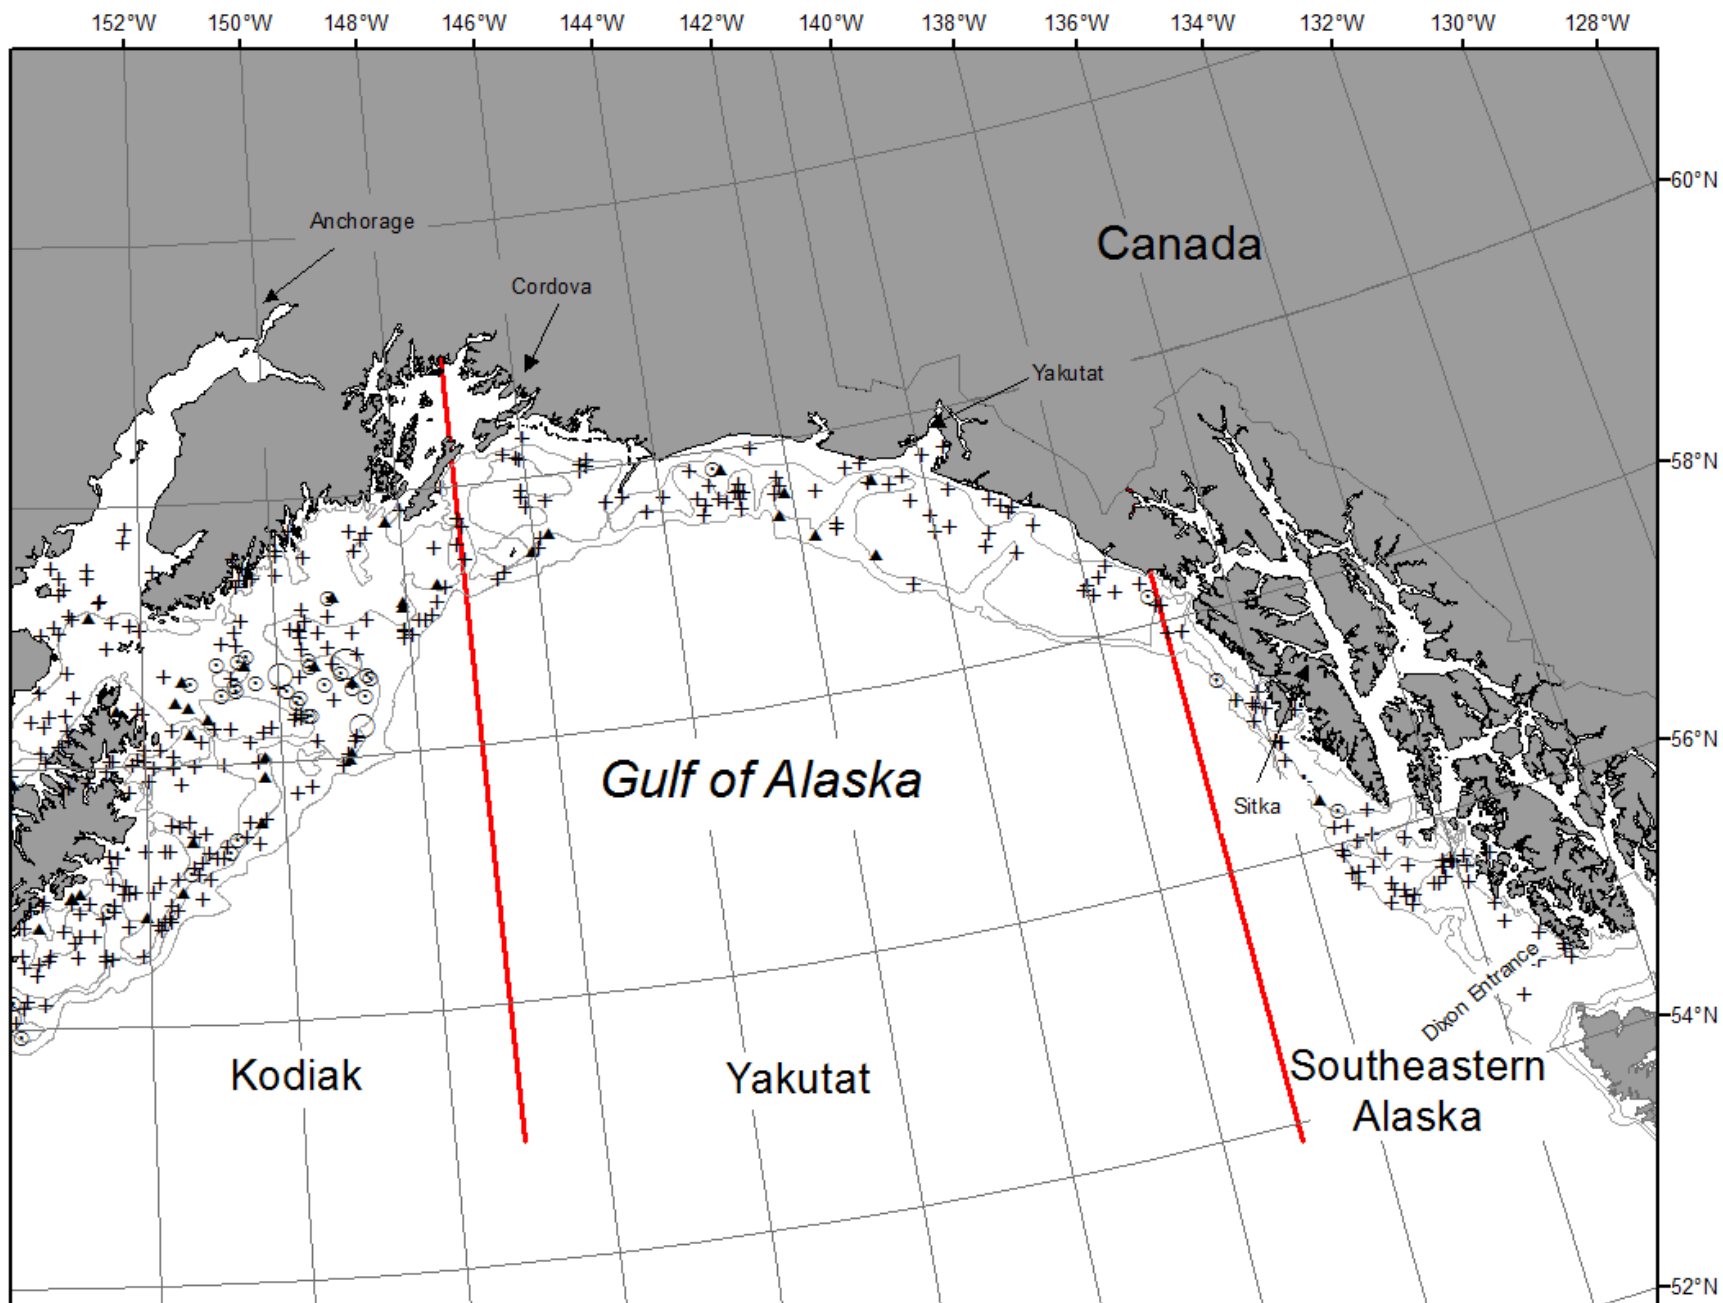 152°W 150°W 148°W 146°W 144°W 142°W 140°W 138°W 136°W 134°W 132°W 130°W 128°W
60°N
Anchorage
Canada
Cordova
Yakutat
58°N
56°N
Gulf of Alaska
Sitka
Dixon Entrance
54°N
Kodiak
Yakutat
Southeastern
Alaska
52°N